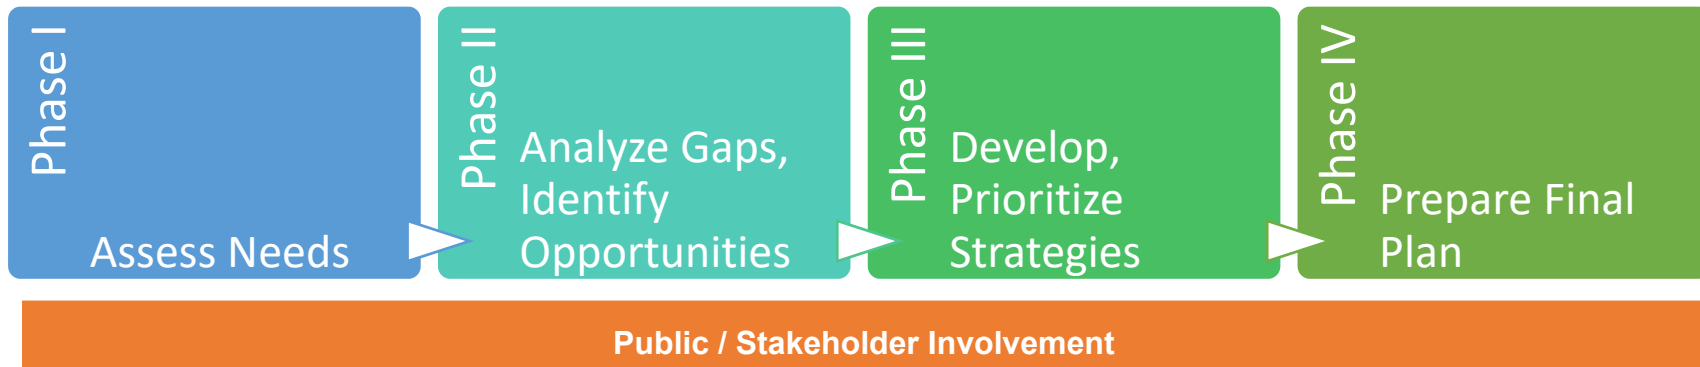 Phase I
Assess Needs
Phase II
Analyze Gaps,
Identify
Opportunities
Phase III
Develop,
Prioritize
Strategies
Phase IV
Prepare Final
Plan
Public / Stakeholder Involvement